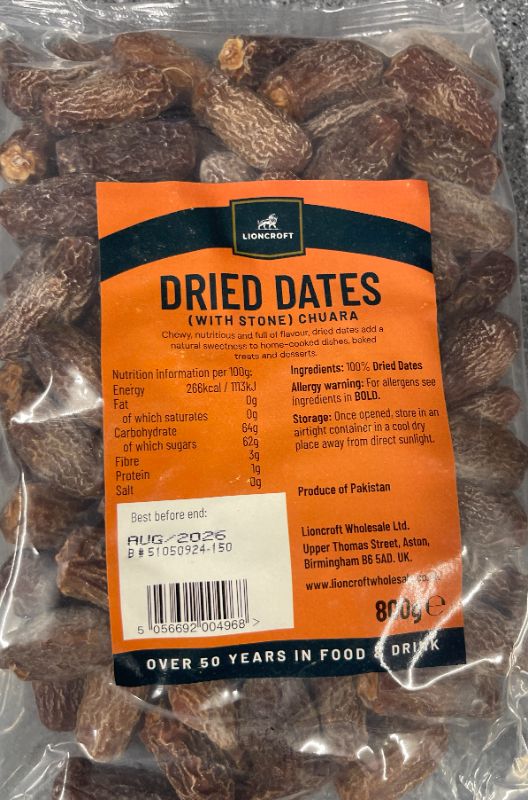 LIONCROFT
DRIED DATES
(WITH STONE) CHUARA
Chewy, nutritious and full of flavour, dried dates add a
natural sweetness to home-cooked dishes, baked
treats and desserts.
Nutrition Information per 100g:
Energy 266kcal / 1113kJ
Fat 0g
of which saturates 0g
Carbohydrate 64g
of which sugars 62g
Fibre 3g
Protein 1g
Salt 0g
Ingredients: 100% Dried Dates
Allergy warning: For allergens see
ingredients in BOLD.
Storage: Once opened, store in an
airtight container in a cool dry
place away from direct sunlight.
Produce of Pakistan
Best before end:
AUG/2026
B#51050924-150
5 056692 004968 >
Lioncroft Wholesale Ltd.
Upper Thomas Street, Aston,
Birmingham B6 5AD. UK.
www.lioncroftwholesale.co.uk
800g e
OVER 50 YEARS IN FOOD & DRINK